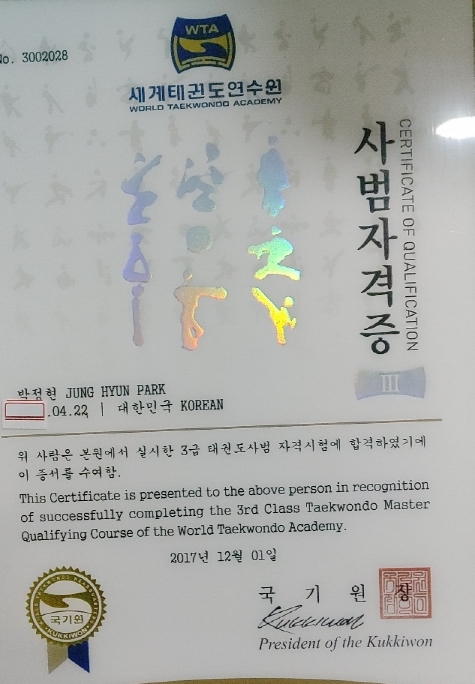 No. 3002028
WTA
세계태권도연수원
WORLD TAEKWONDO ACADEMY
사범자격증
CERTIFICATE OF QUALIFICATION
III
박정현 JUNG HYUN PARK
.04.22 | 대한민국 KOREAN
위 사람은 본원에서 실시한 3급 태권도사범 자격시험에 합격하였기에
이 증서를 수여함.
This Certificate is presented to the above person in recognition
of successfully completing the 3rd Class Taekwondo Master
Qualifying Course of the World Taekwondo Academy.
2017년 12월 01일
국기원장
Kukkiwon
President of the Kukkiwon
국기원
KUKKIWON